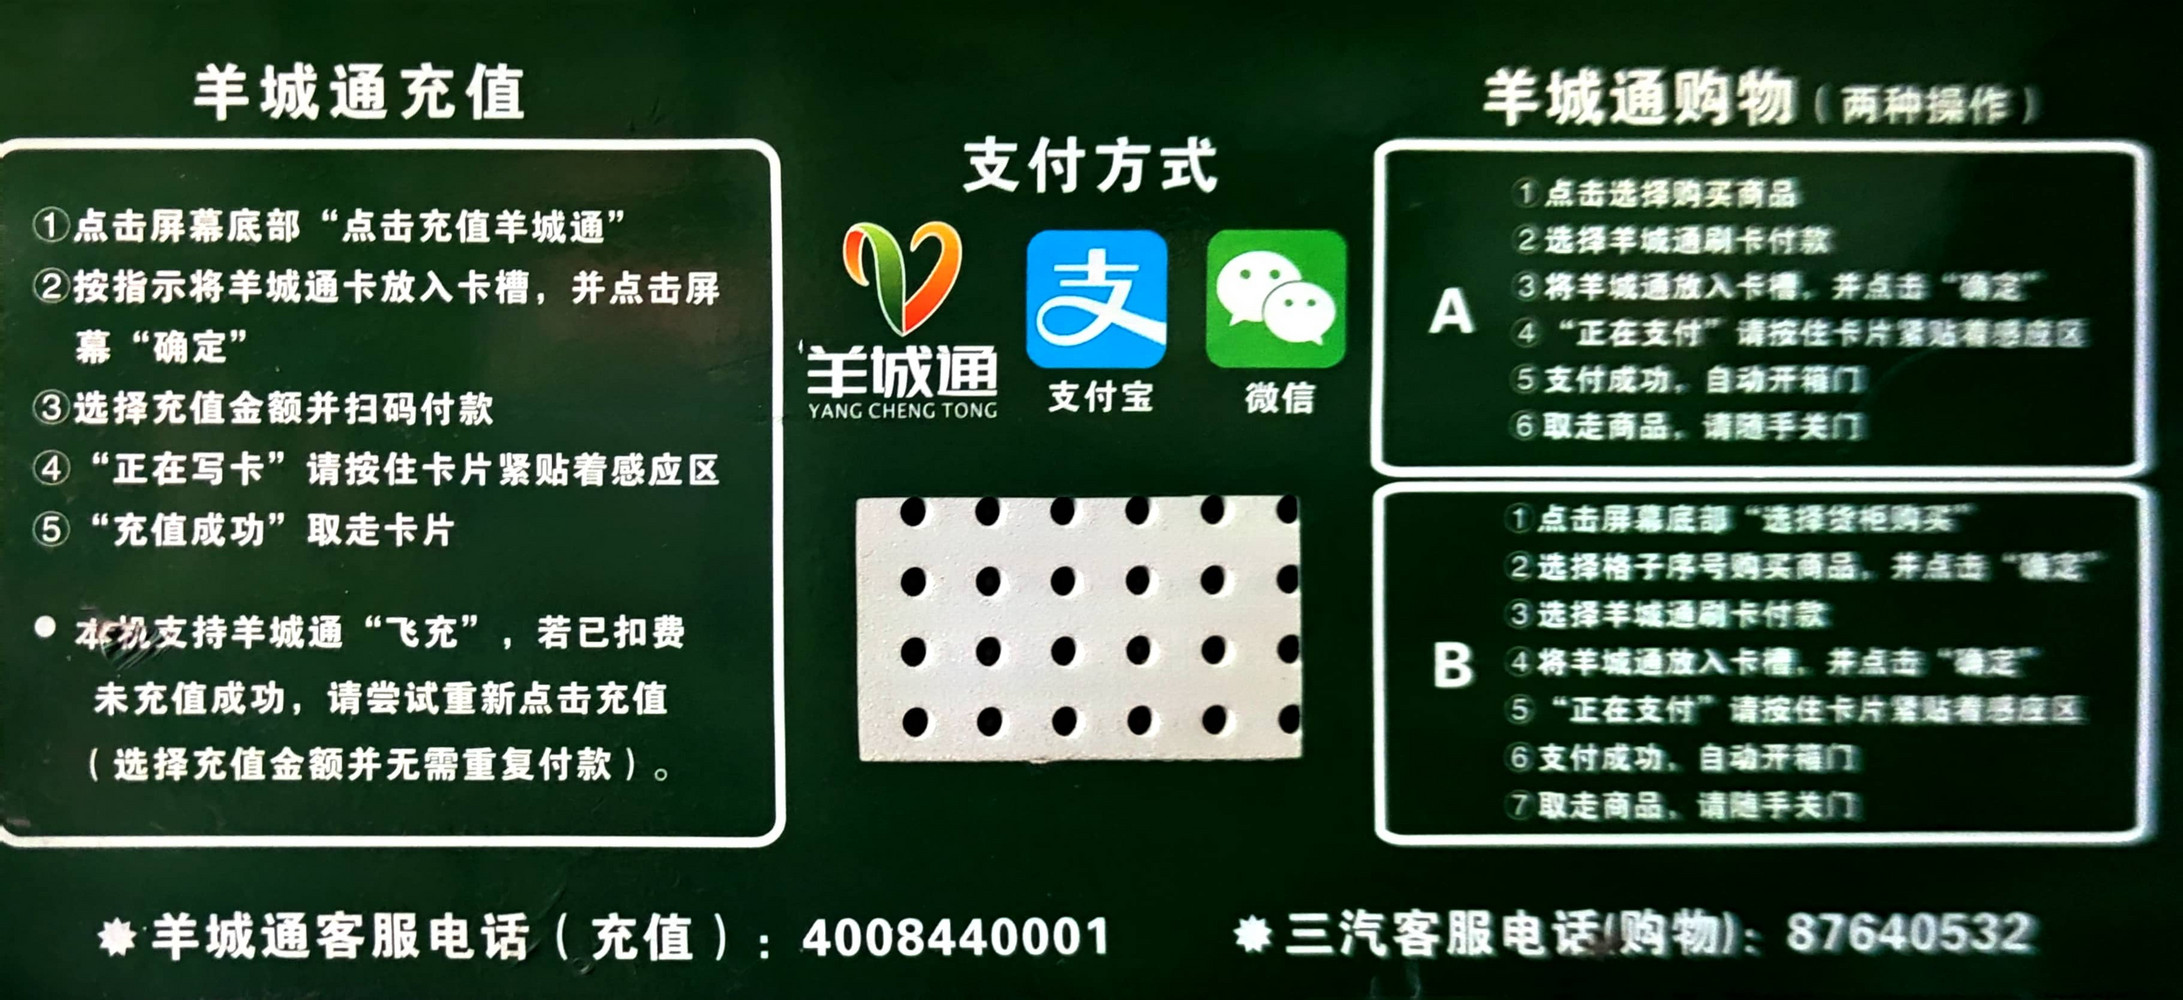 羊城通充值
①点击屏幕底部“点击充值羊城通”
②按指示将羊城通卡放入卡槽，并点击屏
幕“确定”
③选择充值金额并扫码付款
④“正在写卡”请按住卡片紧贴着感应区
⑤“充值成功”取走卡片
●本机支持羊城通“飞充”，若已扣费
未充值成功，请尝试重新点击充值
（选择充值金额并无需重复付款）。
支付方式
羊城通
YANG CHENG TONG
支
支付宝
微信
羊城通购物（两种操作）
A
①点击选择购买商品
②选择羊城通刷卡付款
③将羊城通放入卡槽，并点击“确定”
④“正在支付”请按住卡片紧贴着感应区
⑤支付成功，自动开箱门
⑥取走商品，请随手关门
B
①点击屏幕底部“选择货柜购买”
②选择格子序号购买商品，并点击“确定”
③选择羊城通刷卡付款
④将羊城通放入卡槽，并点击“确定”
⑤“正在支付”请按住卡片紧贴着感应区
⑥支付成功，自动开箱门
⑦取走商品，请随手关门
羊城通客服电话（充值）：4008440001
三汽客服电话(购物)：87640532